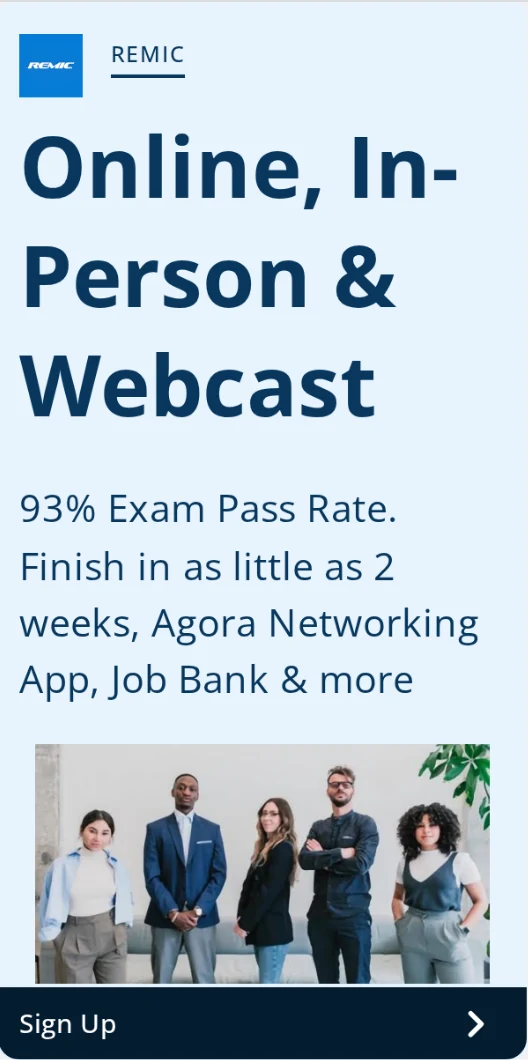 REMIC
REMIC
Online, In-
Person &
Webcast
93% Exam Pass Rate.
Finish in as little as 2
weeks, Agora Networking
App, Job Bank & more
Sign Up